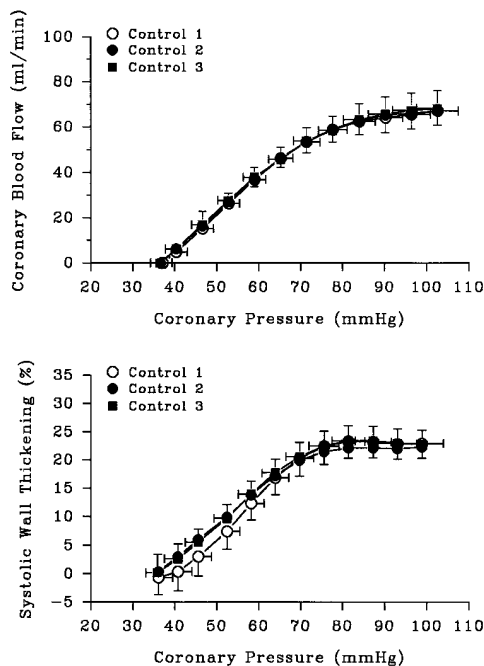 Coronary Blood Flow (ml/min)
100
80
60
40
20
0
Control 1
Control 2
Control 3
20 30 40 50 60 70 80 90 100 110
Coronary Pressure (mmHg)
Systolic Wall Thickening (%)
35
30
25
20
15
10
5
0
-5
Control 1
Control 2
Control 3
20 30 40 50 60 70 80 90 100 110
Coronary Pressure (mmHg)